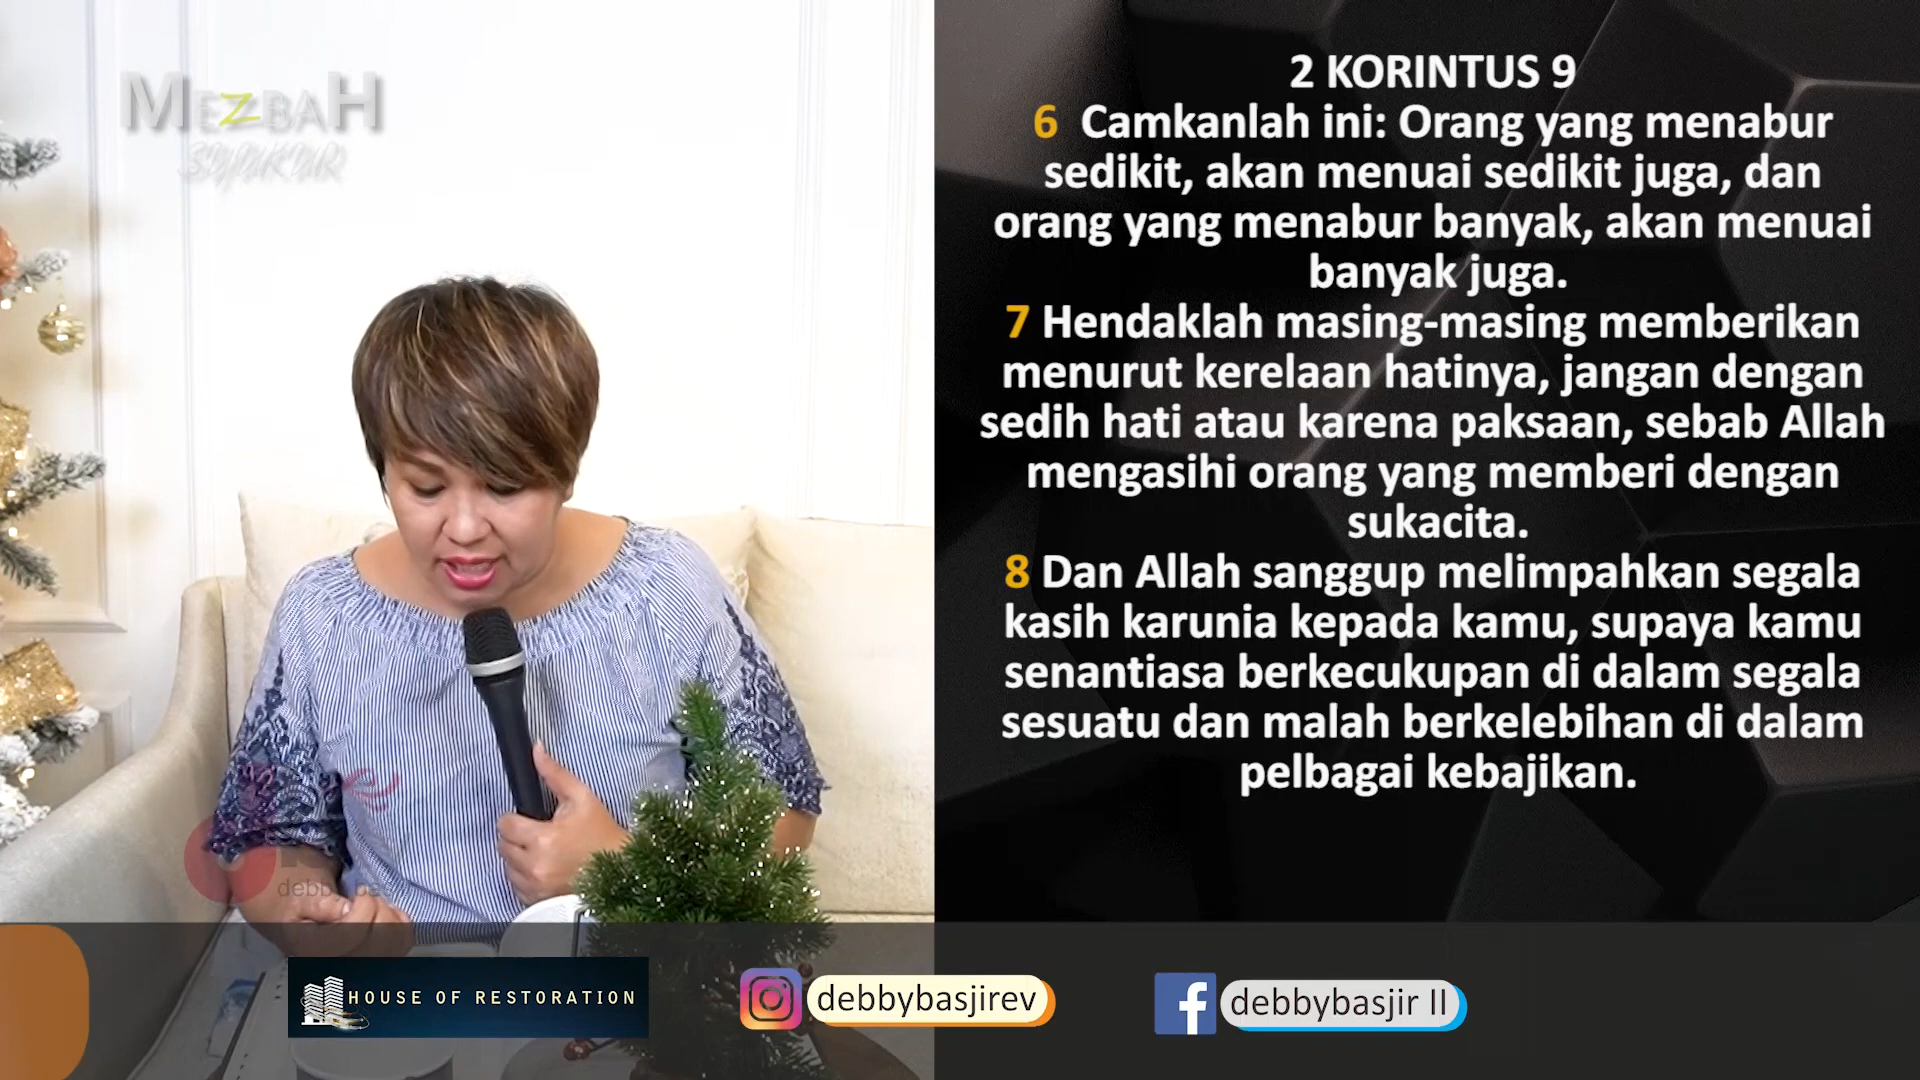 MEZBAH
SYUKUR
2 KORINTUS 9
6 Camkanlah ini: Orang yang menabur
sedikit, akan menuai sedikit juga, dan
orang yang menabur banyak, akan menuai
banyak juga.
7 Hendaklah masing-masing memberikan
menurut kerelaan hatinya, jangan dengan
sedih hati atau karena paksaan, sebab Allah
mengasihi orang yang memberi dengan
sukacita.
8 Dan Allah sanggup melimpahkan segala
kasih karunia kepada kamu, supaya kamu
senantiasa berkecukupan di dalam segala
sesuatu dan malah berkelebihan di dalam
pelbagai kebajikan.
HOUSE OF RESTORATION
debbybasjirev
debbybasjir II